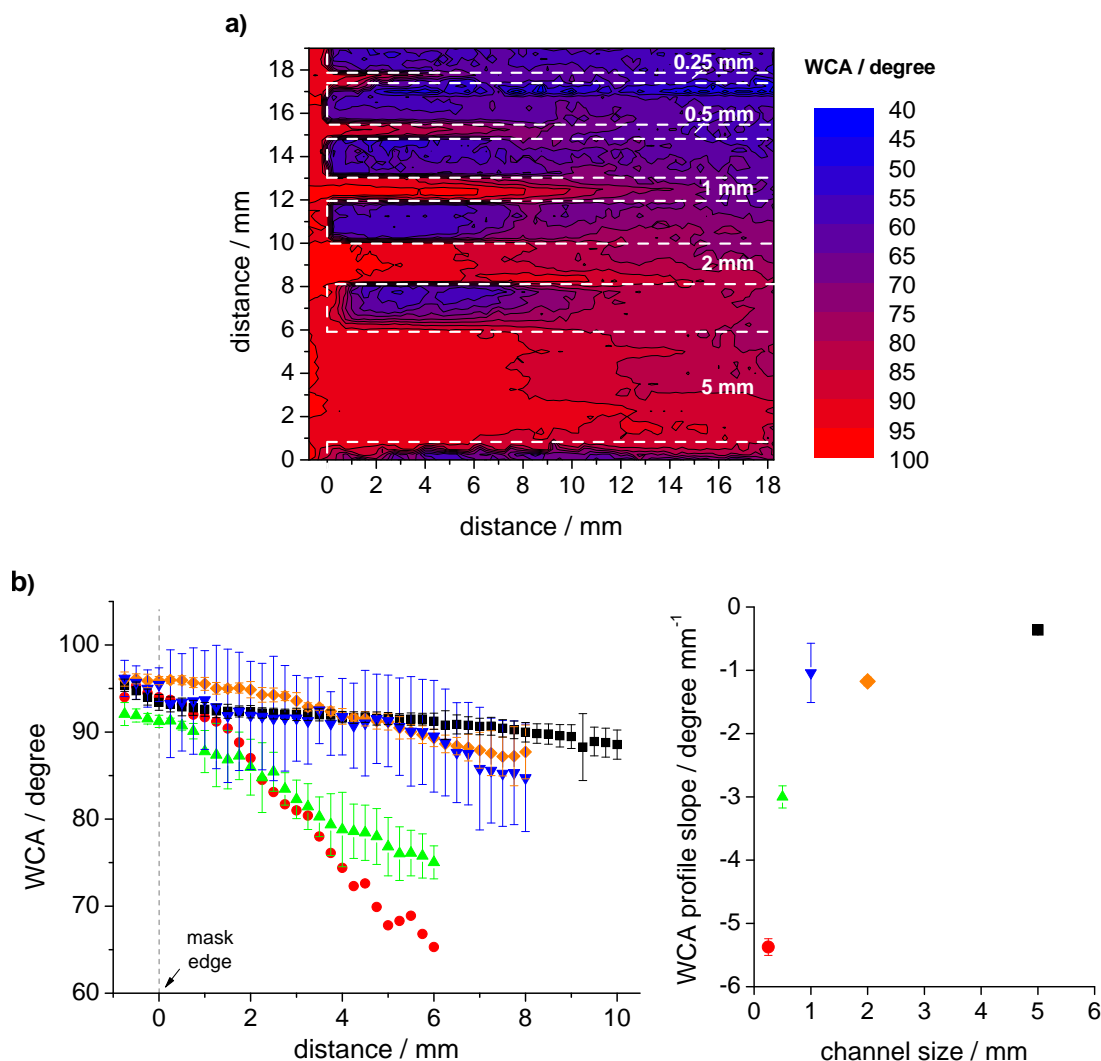 a)
0.25 mm
0.5 mm
1 mm
2 mm
5 mm
18
16
14
12
10
8
6
4
2
0
distance / mm
0 2 4 6 8 10 12 14 16 18
distance / mm
WCA / degree
40
45
50
55
60
65
70
75
80
85
90
95
100
b)
100
90
80
70
60
WCA / degree
mask
edge
0 2 4 6 8 10
distance / mm
0
-1
-2
-3
-4
-5
-6
WCA profile slope / degree mm⁻¹
0 1 2 3 4 5 6
channel size / mm